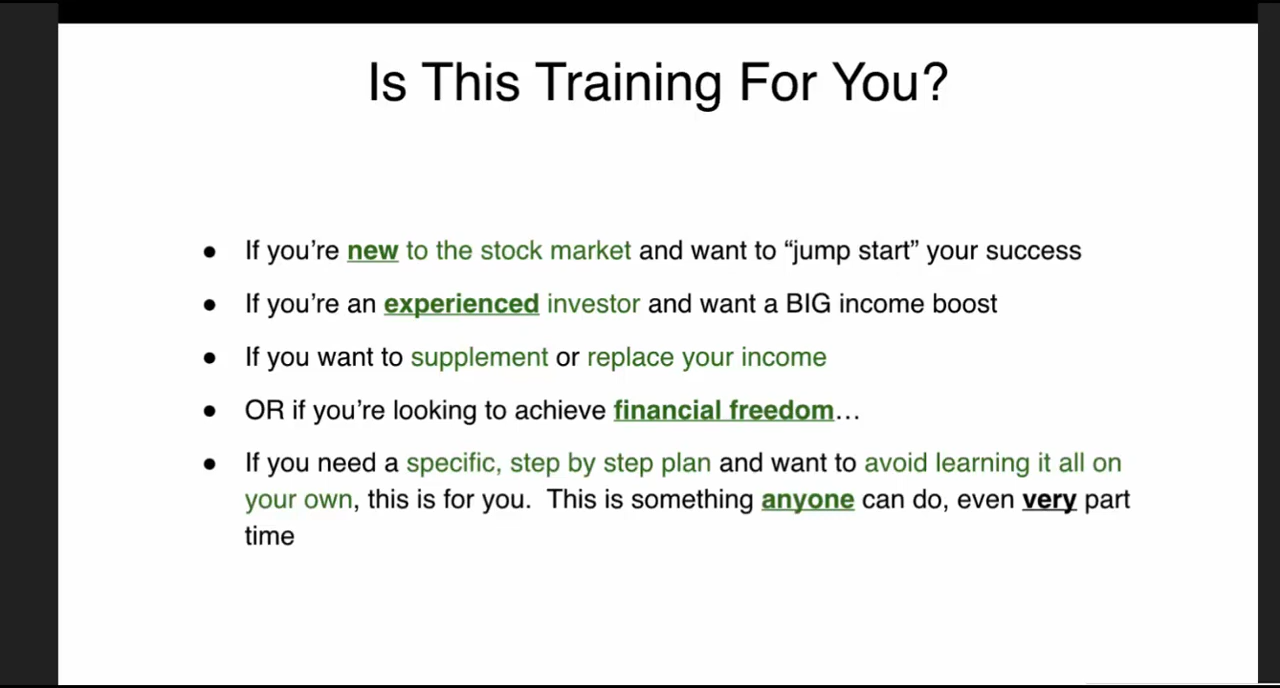 Is This Training For You?
● If you’re new to the stock market and want to “jump start” your success
● If you’re an experienced investor and want a BIG income boost
● If you want to supplement or replace your income
● OR if you’re looking to achieve financial freedom…
● If you need a specific, step by step plan and want to avoid learning it all on
your own, this is for you.  This is something anyone can do, even very part
time